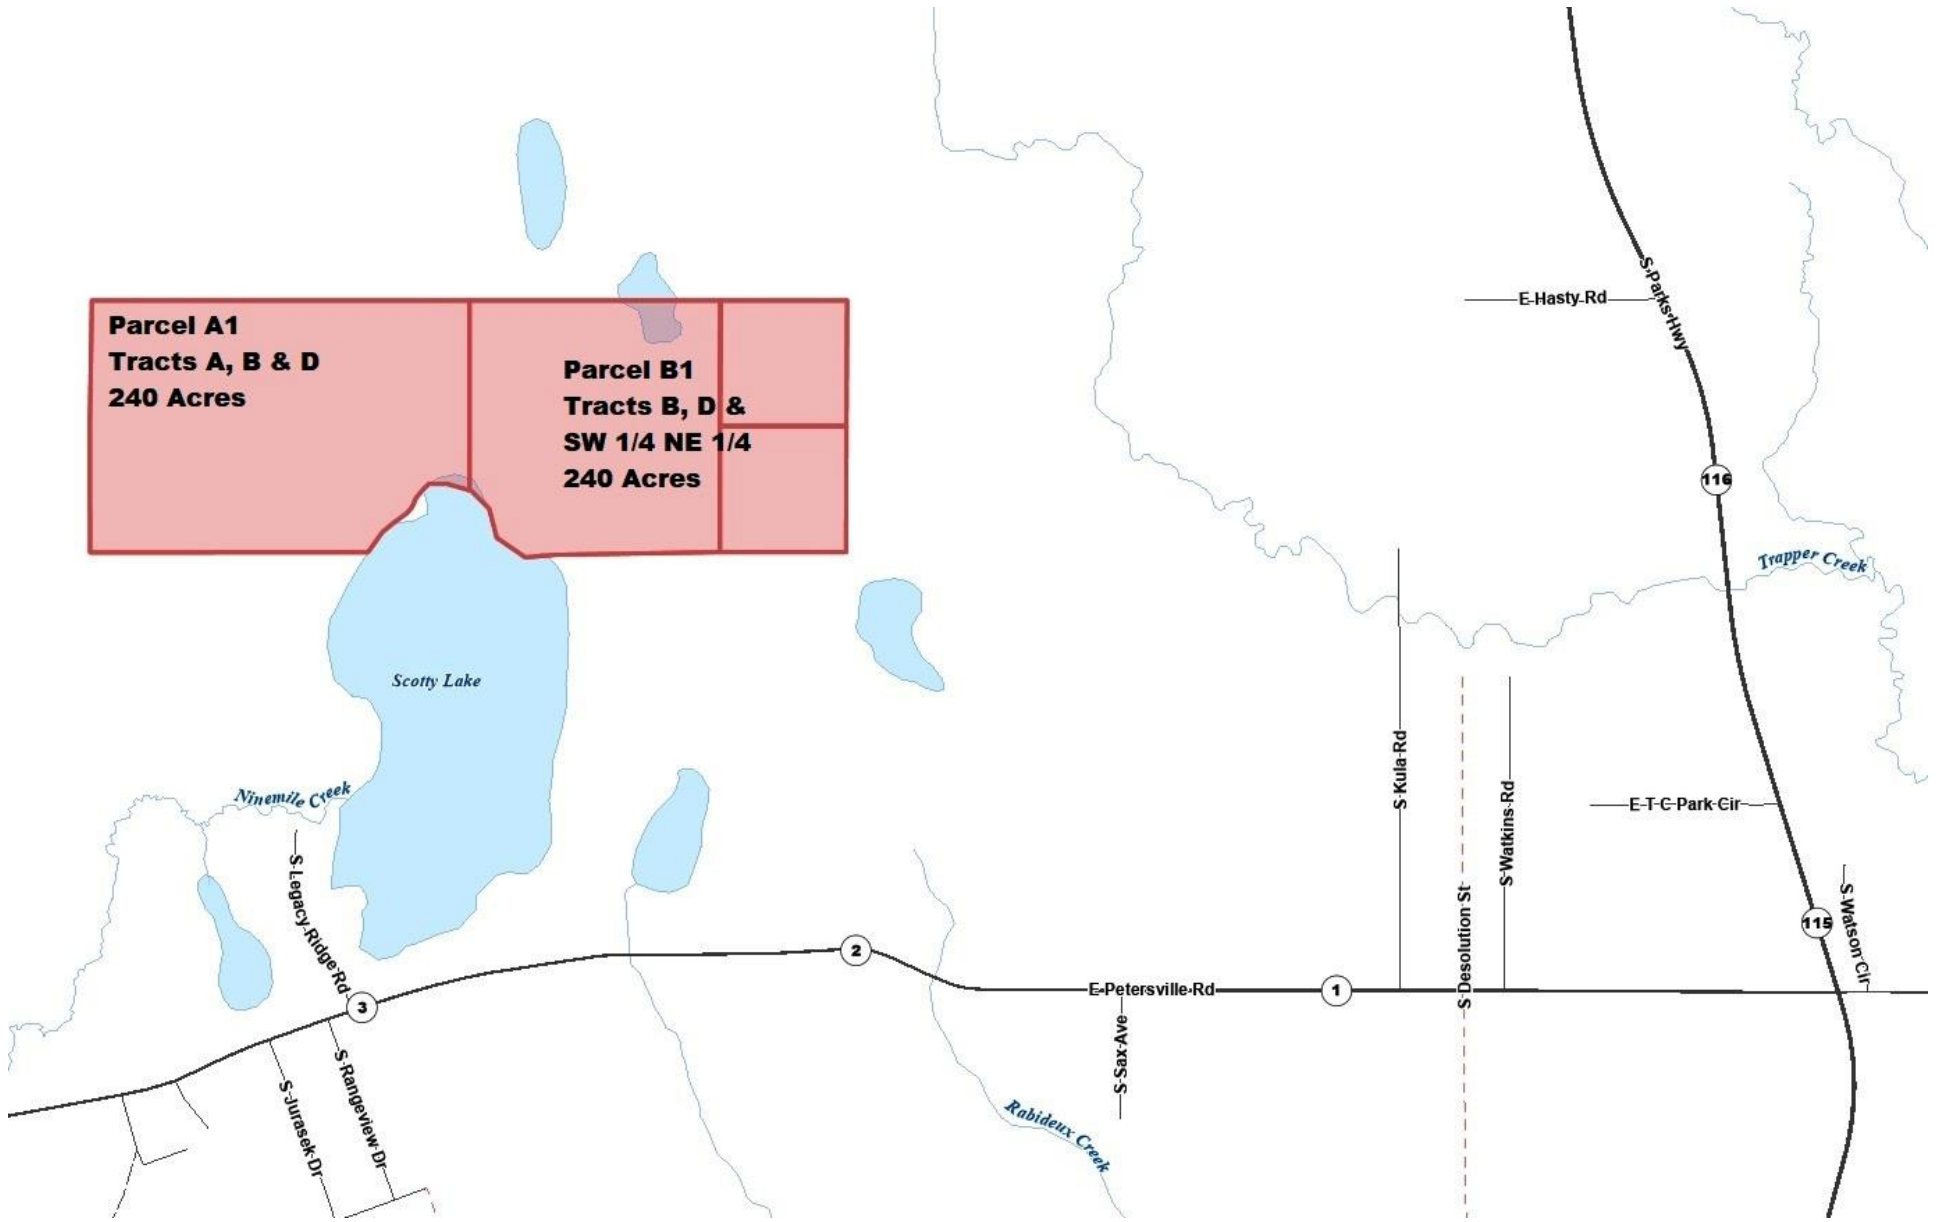 E Hasty Rd
S Parks Hwy
Parcel A1
Tracts A, B & D
240 Acres
Parcel B1
Tracts B, D &
SW 1/4 NE 1/4
240 Acres
116
Trapper Creek
Scotty Lake
S Kula Rd
S Watkins Rd
S Desolution St
E T C Park Cir
Ninemile Creek
S Legacy Ridge Rd
115
S Watson Cir
2
E Petersville Rd
1
3
S Sax Ave
S Rangeview Dr
S Jurasek Dr
Rabideux Creek